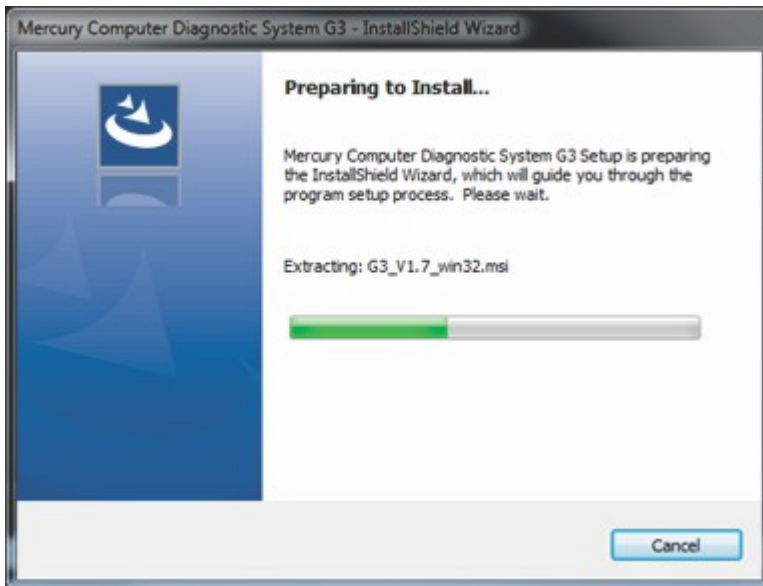 Mercury Computer Diagnostic System G3 - InstallShield Wizard
Preparing to Install...
Mercury Computer Diagnostic System G3 Setup is preparing
the InstallShield Wizard, which will guide you through the
program setup process.  Please wait.
Extracting: G3_V1.7_win32.msi
Cancel